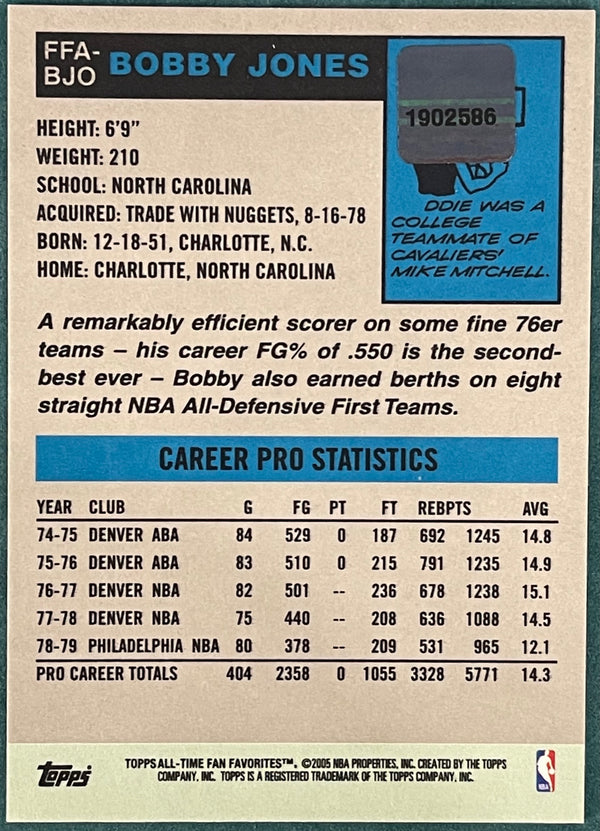 FFA-
BJO
BOBBY JONES
1902586
HEIGHT: 6'9"
WEIGHT: 210
SCHOOL: NORTH CAROLINA
ACQUIRED: TRADE WITH NUGGETS, 8-16-78
BORN: 12-18-51, CHARLOTTE, N.C.
HOME: CHARLOTTE, NORTH CAROLINA
DDIE WAS A
COLLEGE
TEAMMATE OF
CAVALIERS'
MIKE MITCHELL.
A remarkably efficient scorer on some fine 76er
teams – his career FG% of .550 is the second-
best ever – Bobby also earned berths on eight
straight NBA All-Defensive First Teams.
CAREER PRO STATISTICS
YEAR CLUB G FG PT FT REBPTS AVG
74-75 DENVER ABA 84 529 0 187 692 1245 14.8
75-76 DENVER ABA 83 510 0 215 791 1235 14.9
76-77 DENVER NBA 82 501 -- 236 678 1238 15.1
77-78 DENVER NBA 75 440 -- 208 636 1088 14.5
78-79 PHILADELPHIA NBA 80 378 -- 209 531 965 12.1
PRO CAREER TOTALS 404 2358 0 1055 3328 5771 14.3
Topps
TOPPS ALL-TIME FAN FAVORITES™, ©2005 NBA PROPERTIES, INC. CREATED BY THE TOPPS
COMPANY, INC. TOPPS IS A REGISTERED TRADEMARK OF THE TOPPS COMPANY, INC.
NBA